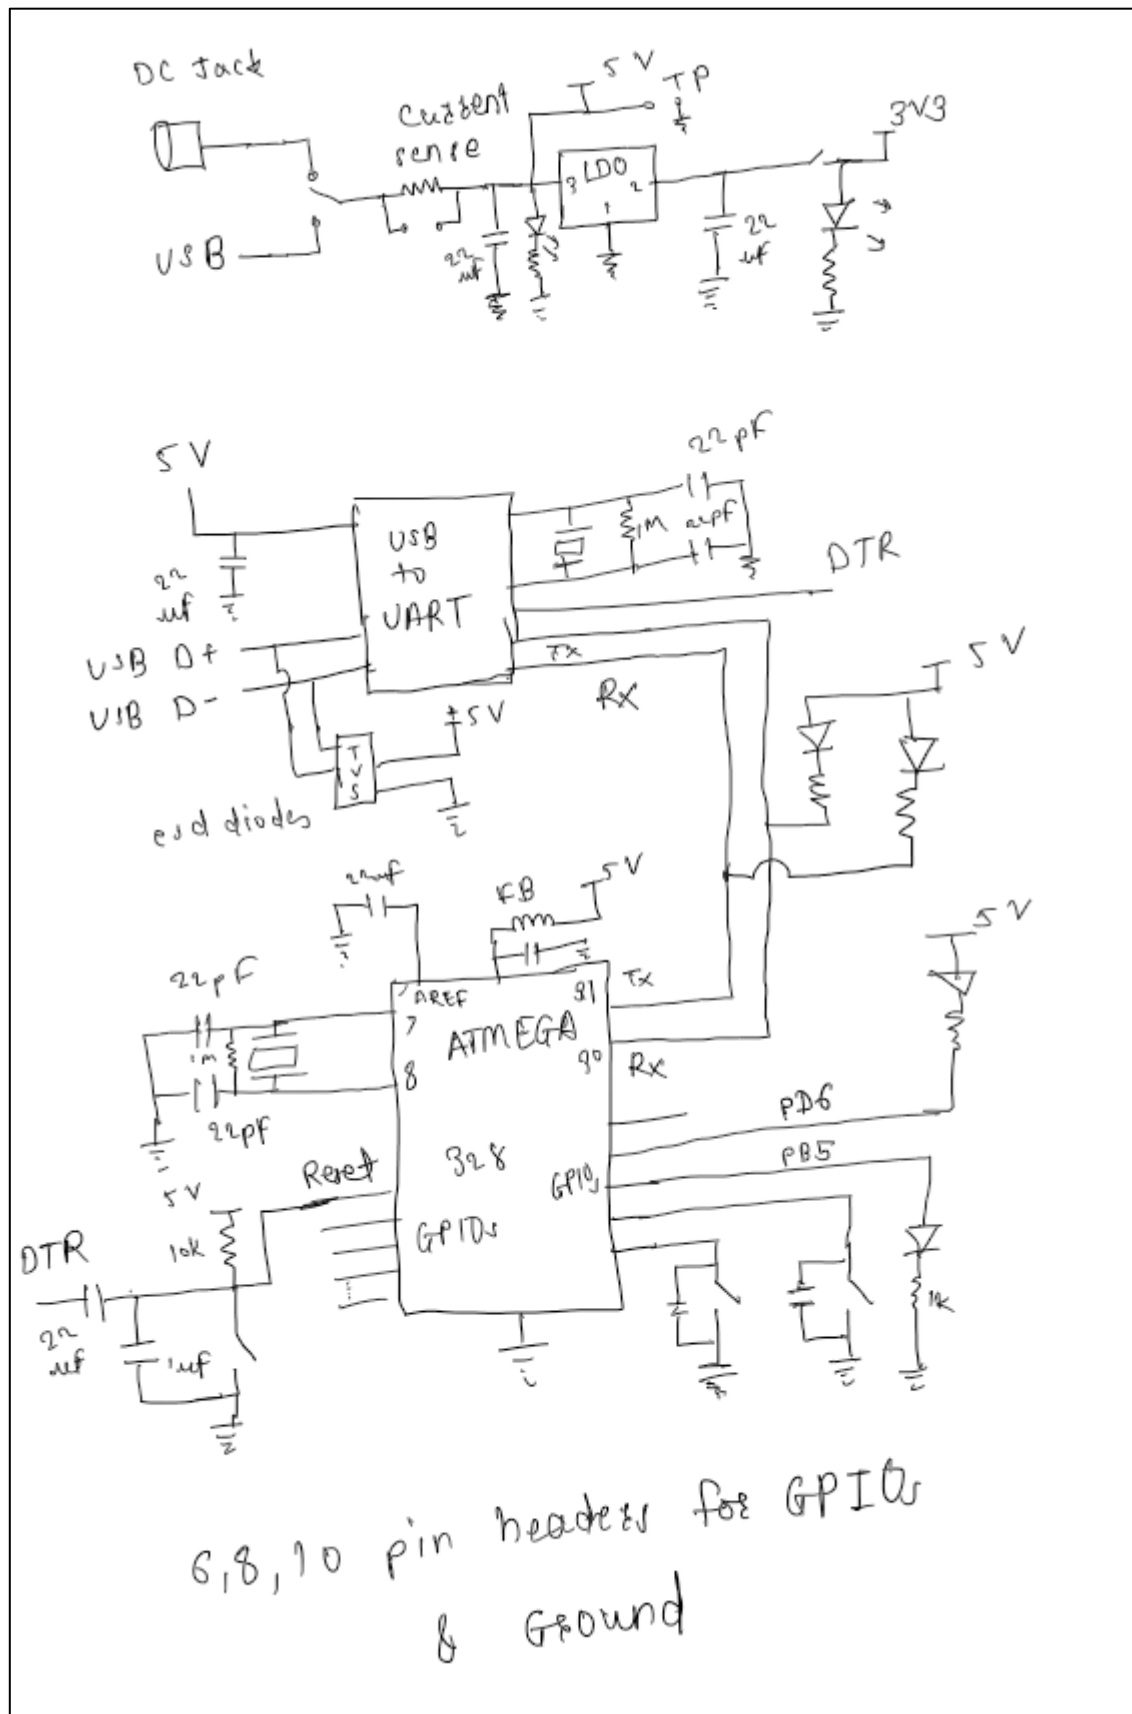 DC Jack
5V
TP
Current
sense
3V3
3 LDO 2
1
USB
22
uf
22
uf
22pF
5V
1M
22pf
USB
to
UART
DTR
22
uf
USB D+
USB D-
Tx
Rx
5V
5V
T
V
S
esd diodes
22uf
FB
5V
5V
22pF
AREF
31
Tx
7
ATMEGA
1M
30
Rx
8
22pf
PD6
328
PB5
Reset
GPIOs
5V
GPIOs
10k
DTR
1k
22
uf
1uf
6,8,10 pin headers for GPIOs
& Ground